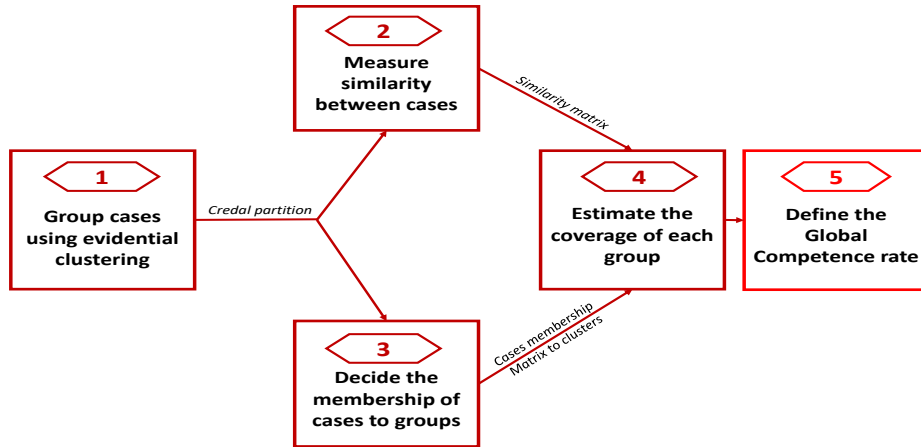 1
Group cases
using evidential
clustering
Credal partition
2
Measure
similarity
between cases
Similarity matrix
3
Decide the
membership of
cases to groups
Cases membership
Matrix to clusters
4
Estimate the
coverage of each
group
5
Define the
Global
Competence rate